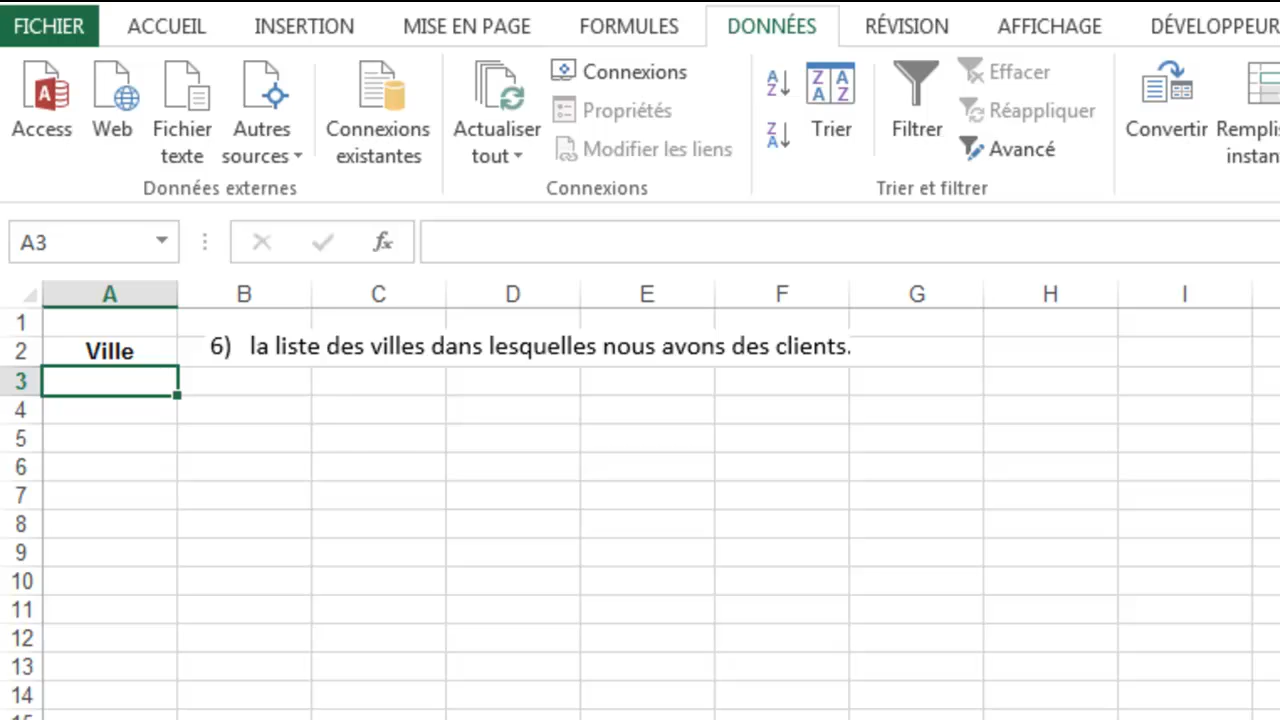 FICHIER ACCUEIL INSERTION MISE EN PAGE FORMULES DONNÉES RÉVISION AFFICHAGE DÉVELOPPEUR
Access Web Fichier texte Autres sources Connexions existantes Actualiser tout Connexions Propriétés Modifier les liens Trier Filtrer Effacer Réappliquer Avancé Convertir
Données externes Connexions Trier et filtrer
A3 fx
A B C D E F G H I
1
2 Ville 6) la liste des villes dans lesquelles nous avons des clients.
3
4
5
6
7
8
9
10
11
12
13
14